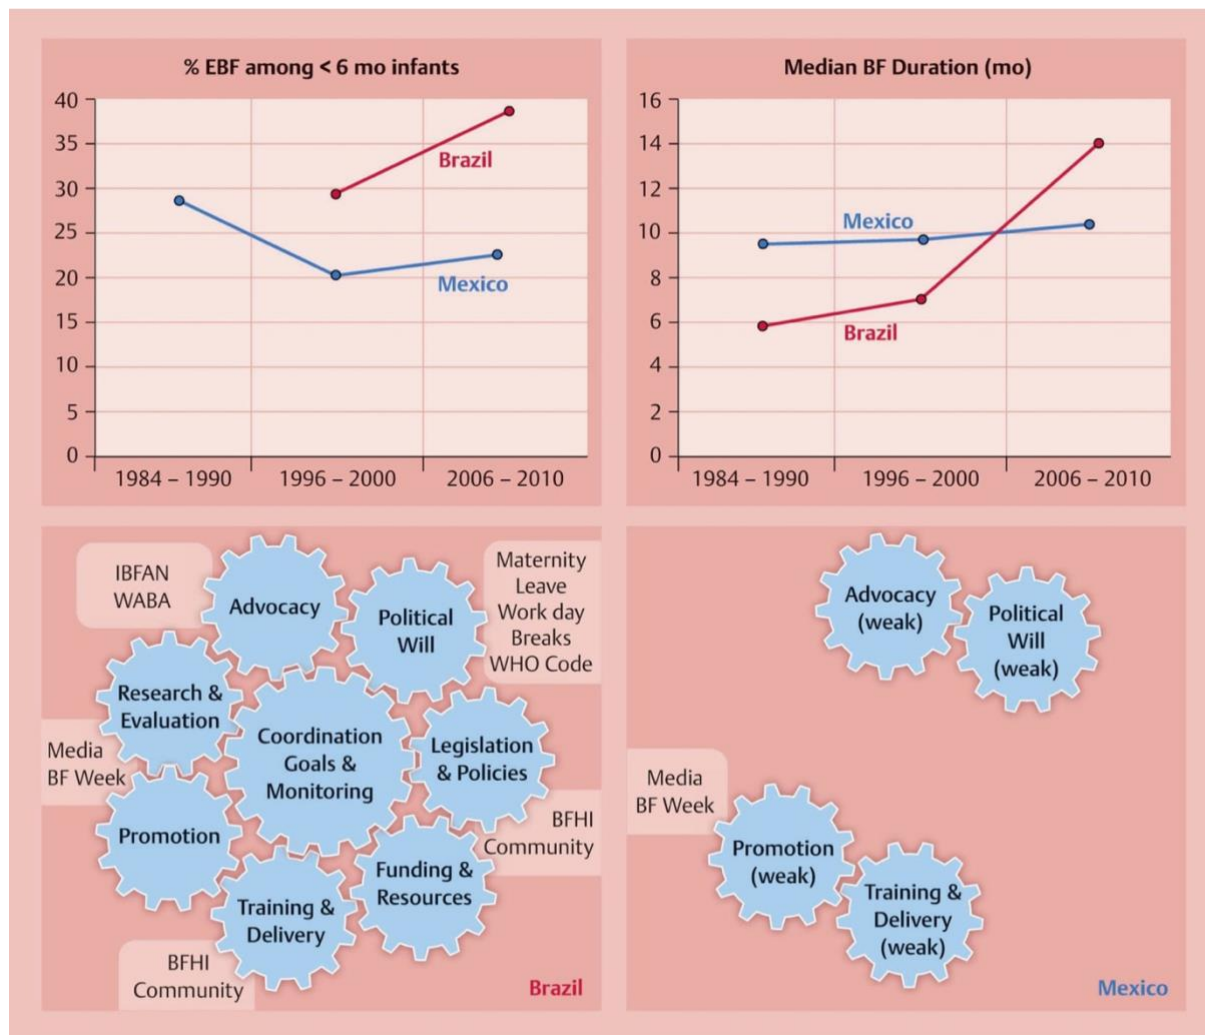 % EBF among < 6 mo infants
40
35
30
25
20
15
10
5
0
Brazil
Mexico
1984 – 1990
1996 – 2000
2006 – 2010
Median BF Duration (mo)
16
14
12
10
8
6
4
2
0
Mexico
Brazil
1984 – 1990
1996 – 2000
2006 – 2010
IBFAN
WABA
Advocacy
Political
Will
Maternity
Leave
Work day
Breaks
WHO Code
Research &
Evaluation
Coordination
Goals &
Monitoring
Legislation
& Policies
Media
BF Week
Promotion
BFHI
Community
Funding &
Resources
Training &
Delivery
BFHI
Community
Brazil
Advocacy
(weak)
Political
Will
(weak)
Media
BF Week
Promotion
(weak)
Training &
Delivery
(weak)
Mexico